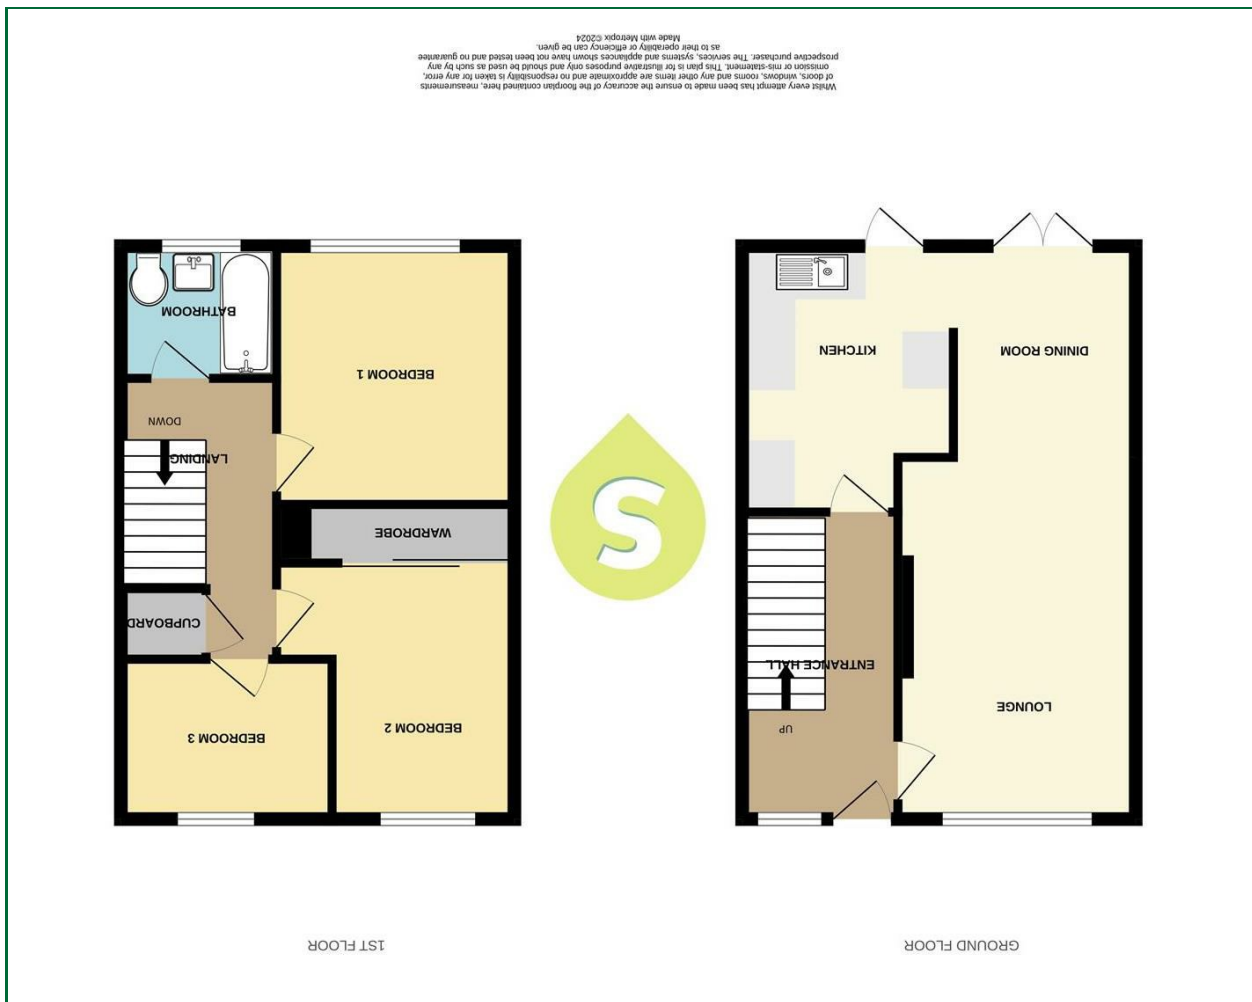 GROUND FLOOR
1ST FLOOR
LOUNGE
UP
ENTRANCE HALL
DINING ROOM
KITCHEN
BEDROOM 2
BEDROOM 3
CUPBOARD
WARDROBE
LANDING
DOWN
BEDROOM 1
BATHROOM
S
Whilst every attempt has been made to ensure the accuracy of the floorplan contained here, measurements
of doors, windows, rooms and any other items are approximate and no responsibility is taken for any error,
omission or mis-statement. This plan is for illustrative purposes only and should be used as such by any
prospective purchaser. The services, systems and appliances shown have not been tested and no guarantee
as to their operability or efficiency can be given.
Made with Metropix ©2024